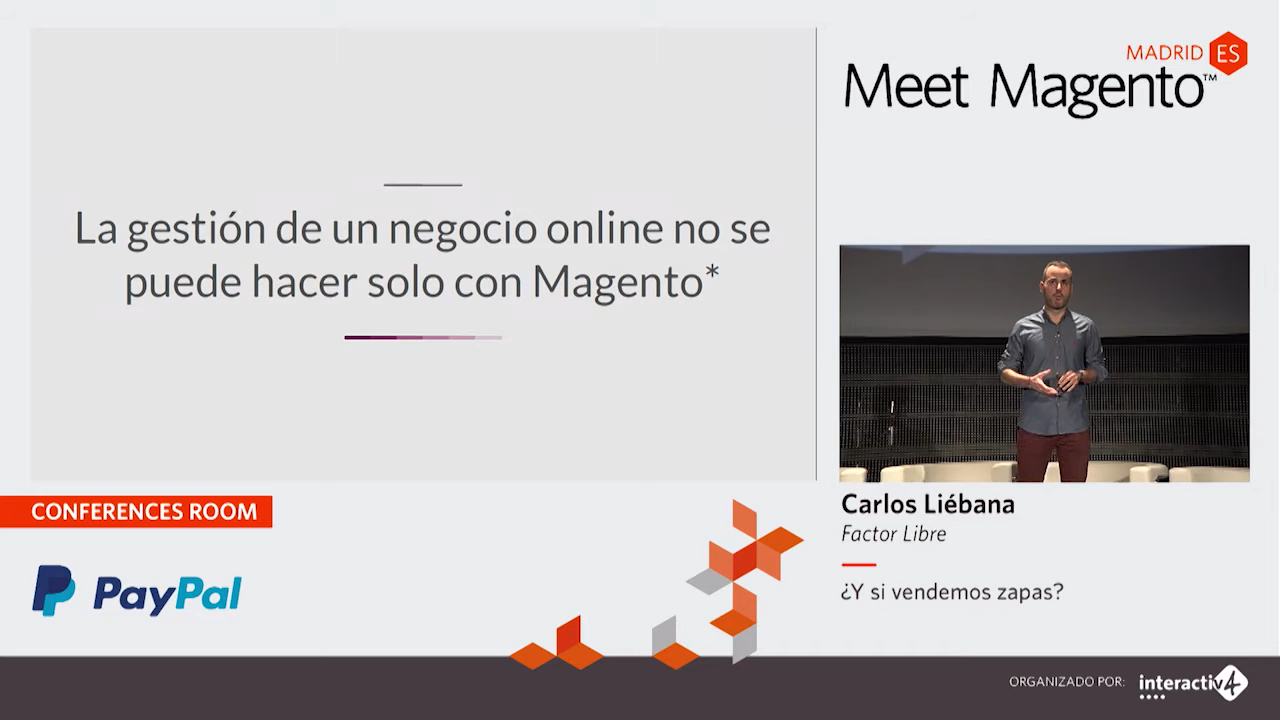 La gestión de un negocio online no se
puede hacer solo con Magento*
MADRID ES
Meet Magento™
CONFERENCES ROOM
PayPal
Carlos Liébana
Factor Libre
¿Y si vendemos zapas?
ORGANIZADO POR: interactiv4